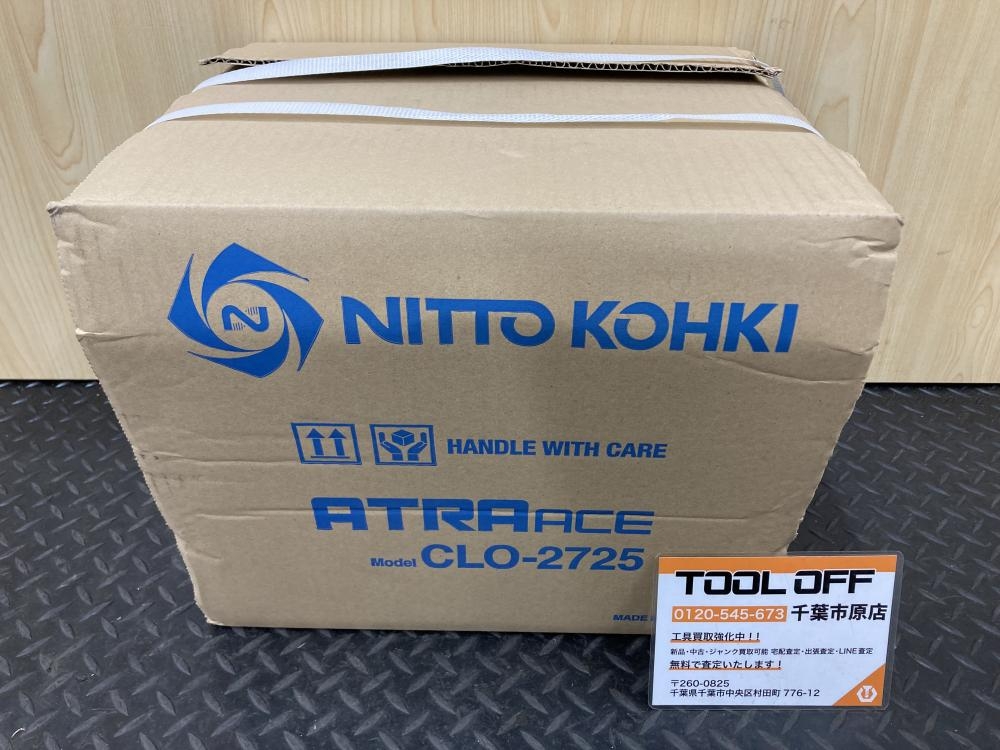 NITTO KOHKI
HANDLE WITH CARE
ATRA ACE
Model CLO-2725
MADE
TOOL OFF
0120-545-673 千葉市原店
工具買取強化中!!
新品・中古・ジャンク買取可能 宅配査定・出張査定・LINE査定
無料で査定いたします!
〒260-0825
千葉県千葉市中央区村田町 776-12